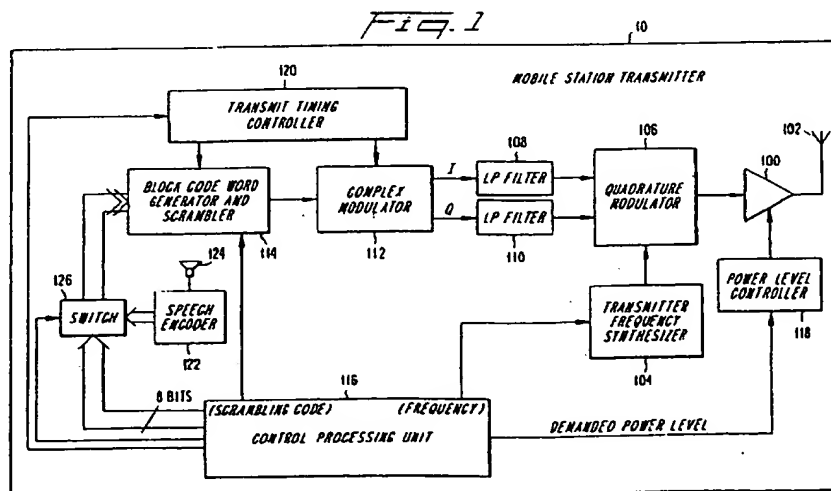 Fig. 1
10
MOBILE STATION TRANSMITTER
120
TRANSMIT TIMING
CONTROLLER
102
108
LP FILTER
106
QUADRATURE
MODULATOR
100
I
BLOCK CODE WORD
GENERATOR AND
SCRAMBLER
114
COMPLEX
MODULATOR
112
Q
LP FILTER
110
124
126
SWITCH
SPEECH
ENCODER
122
TRANSMITTER
FREQUENCY
SYNTHESIZER
104
POWER LEVEL
CONTROLLER
118
8 BITS
116
(SCRAMBLING CODE)
(FREQUENCY)
CONTROL PROCESSING
UNIT
DEMANDED POWER LEVEL